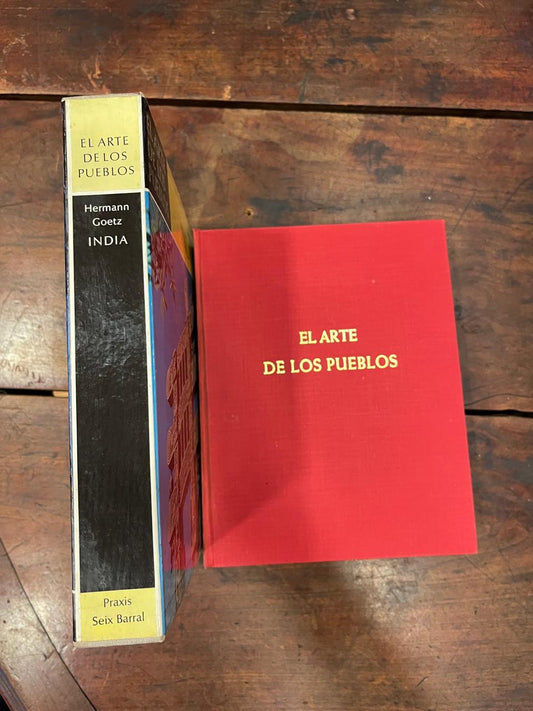 EL ARTE
DE LOS
PUEBLOS
Hermann
Goetz
INDIA
Praxis
Seix Barral
EL ARTE
DE LOS PUEBLOS